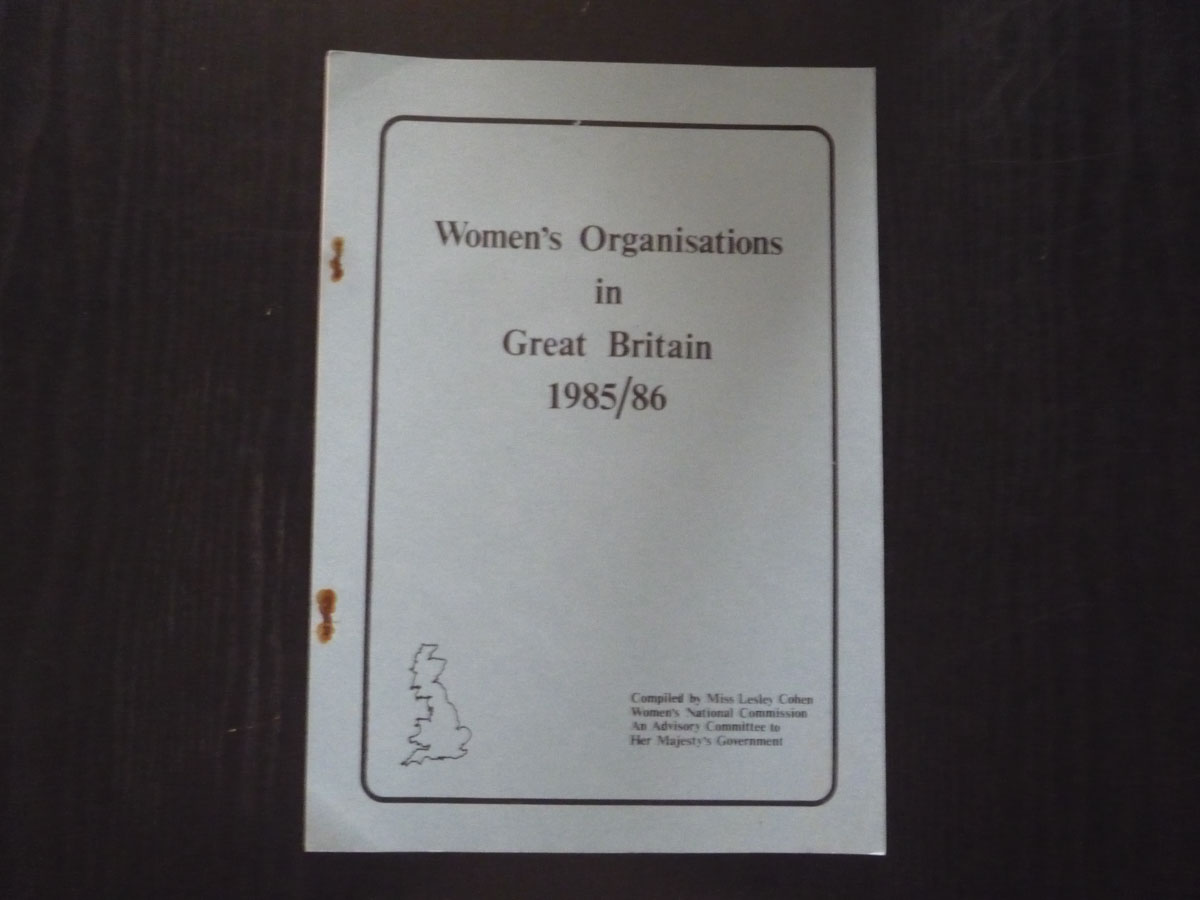 Women's Organisations
in
Great Britain
1985/86
Compiled by Miss Lesley Cohen
Women's National Commission
An Advisory Committee to
Her Majesty's Government